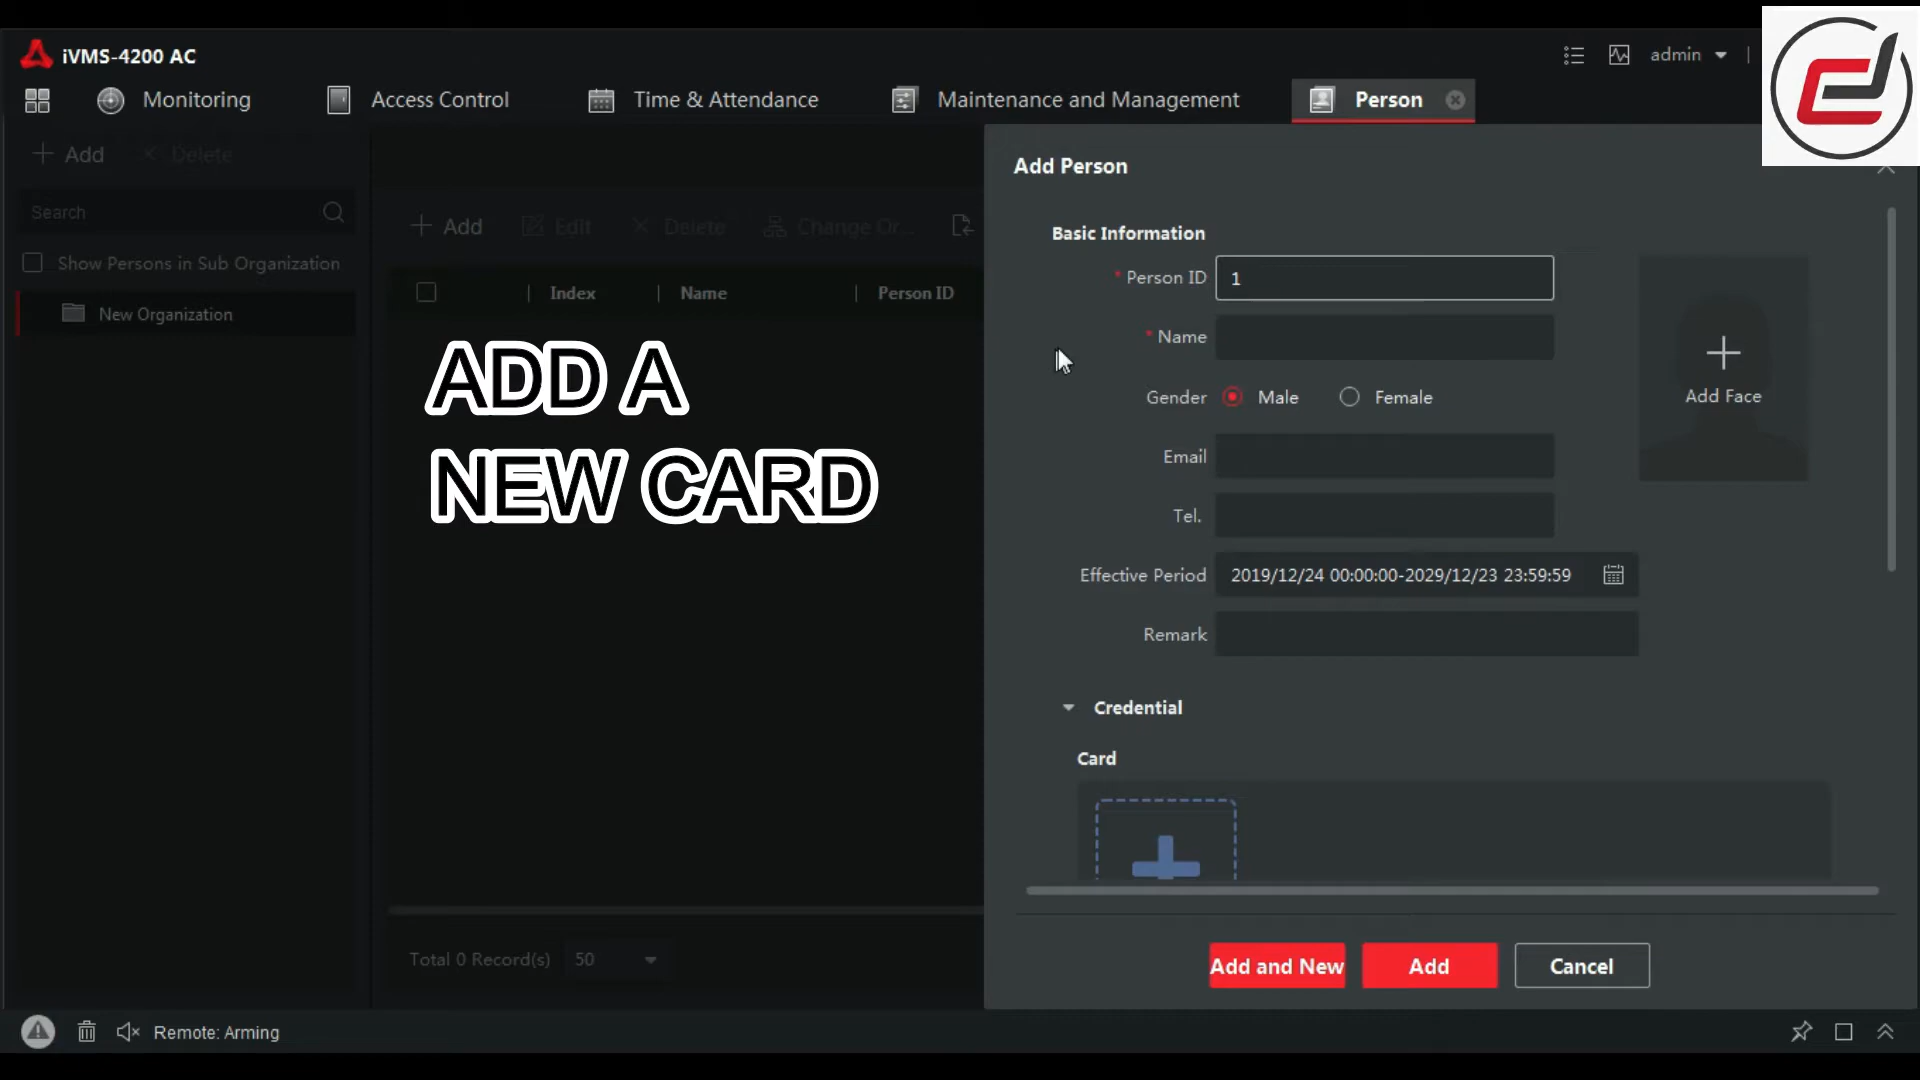 iVMS-4200 AC
admin
Monitoring
Access Control
Time & Attendance
Maintenance and Management
Person
Add
Delete
Search
Show Persons in Sub Organization
New Organization
Add
Edit
Delete
Change Or...
Index
Name
Person ID
ADD A
NEW CARD
Total 0 Record(s)
50
Add Person
Basic Information
* Person ID
1
* Name
Gender
Male
Female
Add Face
Email
Tel.
Effective Period
2019/12/24 00:00:00-2029/12/23 23:59:59
Remark
Credential
Card
Add and New
Add
Cancel
Remote: Arming